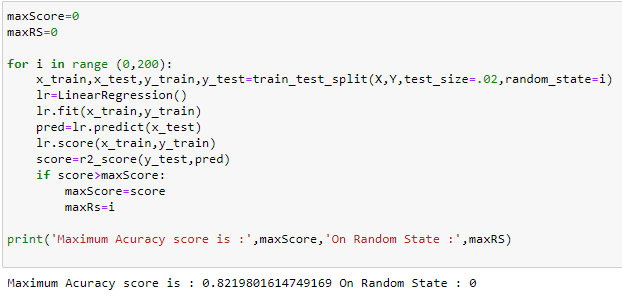 maxScore=0
maxRS=0
for i in range (0,200):
x_train,x_test,y_train,y_test=train_test_split(X,Y,test_size=.02,random_state=i)
lr=LinearRegression()
lr.fit(x_train,y_train)
pred=lr.predict(x_test)
lr.score(x_train,y_train)
score=r2_score(y_test,pred)
if score>maxScore:
maxScore=score
maxRs=i
print('Maximum Acuracy score is :',maxScore,'On Random State :',maxRS)
Maximum Acuracy score is : 0.8219801614749169 On Random State : 0